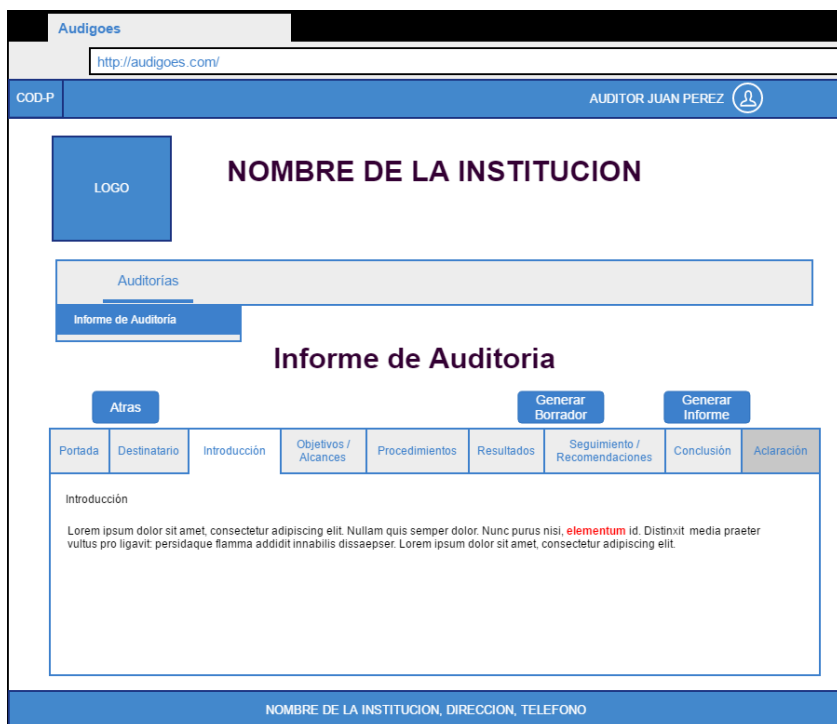 Audigoes
http://audigoes.com/
COD-P
AUDITOR JUAN PEREZ
LOGO
NOMBRE DE LA INSTITUCION
Auditorías
Informe de Auditoría
Informe de Auditoria
Atras
Generar
Borrador
Generar
Informe
Portada
Destinatario
Introducción
Objetivos /
Alcances
Procedimientos
Resultados
Seguimiento /
Recomendaciones
Conclusión
Aclaración
Introducción
Lorem ipsum dolor sit amet, consectetur adipiscing elit. Nullam quis semper dolor. Nunc purus nisi, elementum id. Distinxit media praeter
vultus pro ligavit: persidaque flamma addidit innabilis dissaepser. Lorem ipsum dolor sit amet, consectetur adipiscing elit.
NOMBRE DE LA INSTITUCION, DIRECCION, TELEFONO